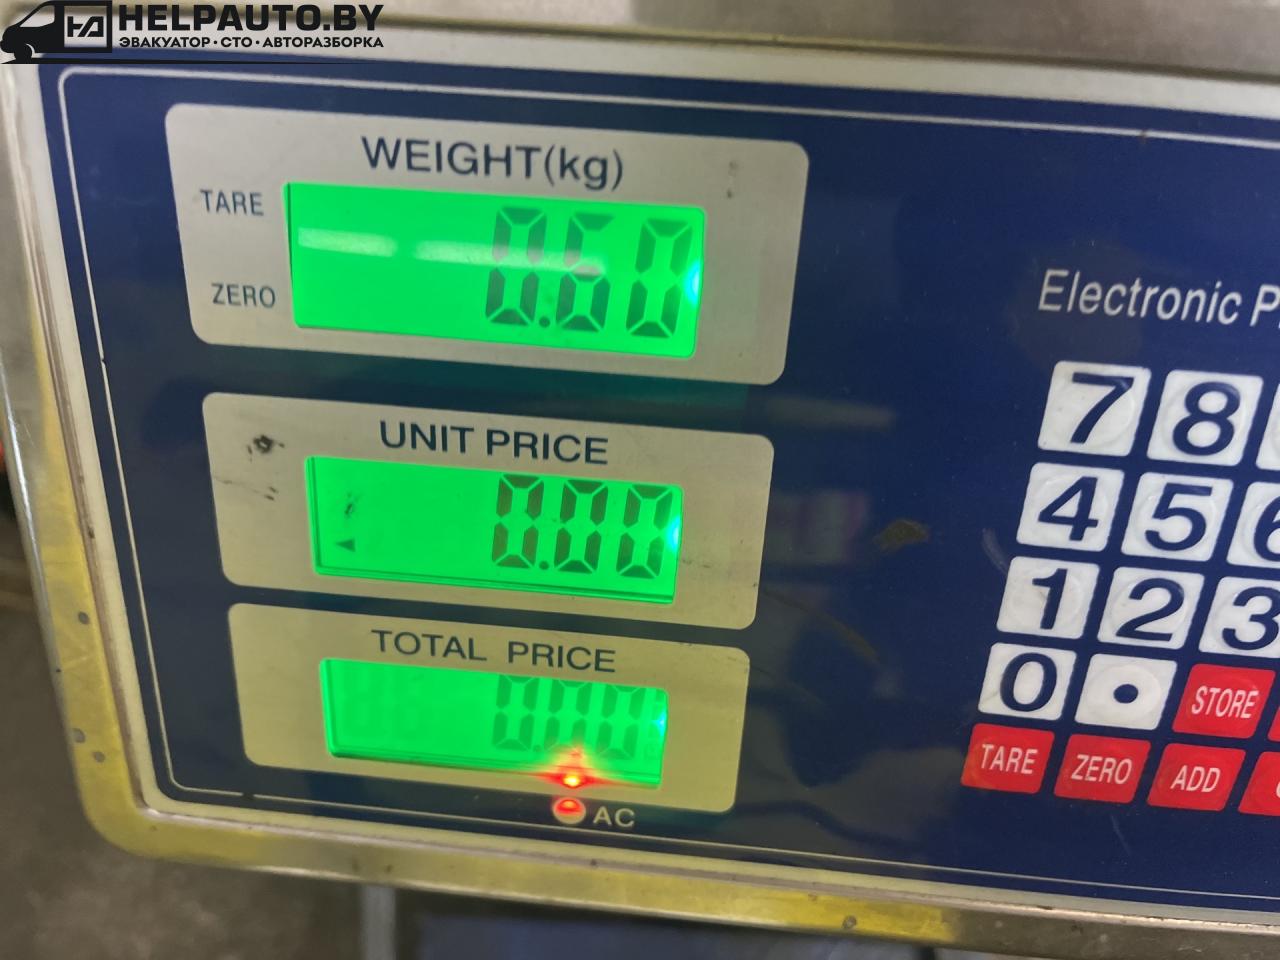 HELPAUTO.BY
ЭВАКУАТОР·СТО·АВТОРАЗБОРКА
WEIGHT(kg)
TARE
0.60
ZERO
UNIT PRICE
0.00
TOTAL PRICE
0.00
AC
Electronic P
7 8
4 5 6
1 2 3
0 • STORE
TARE ZERO ADD